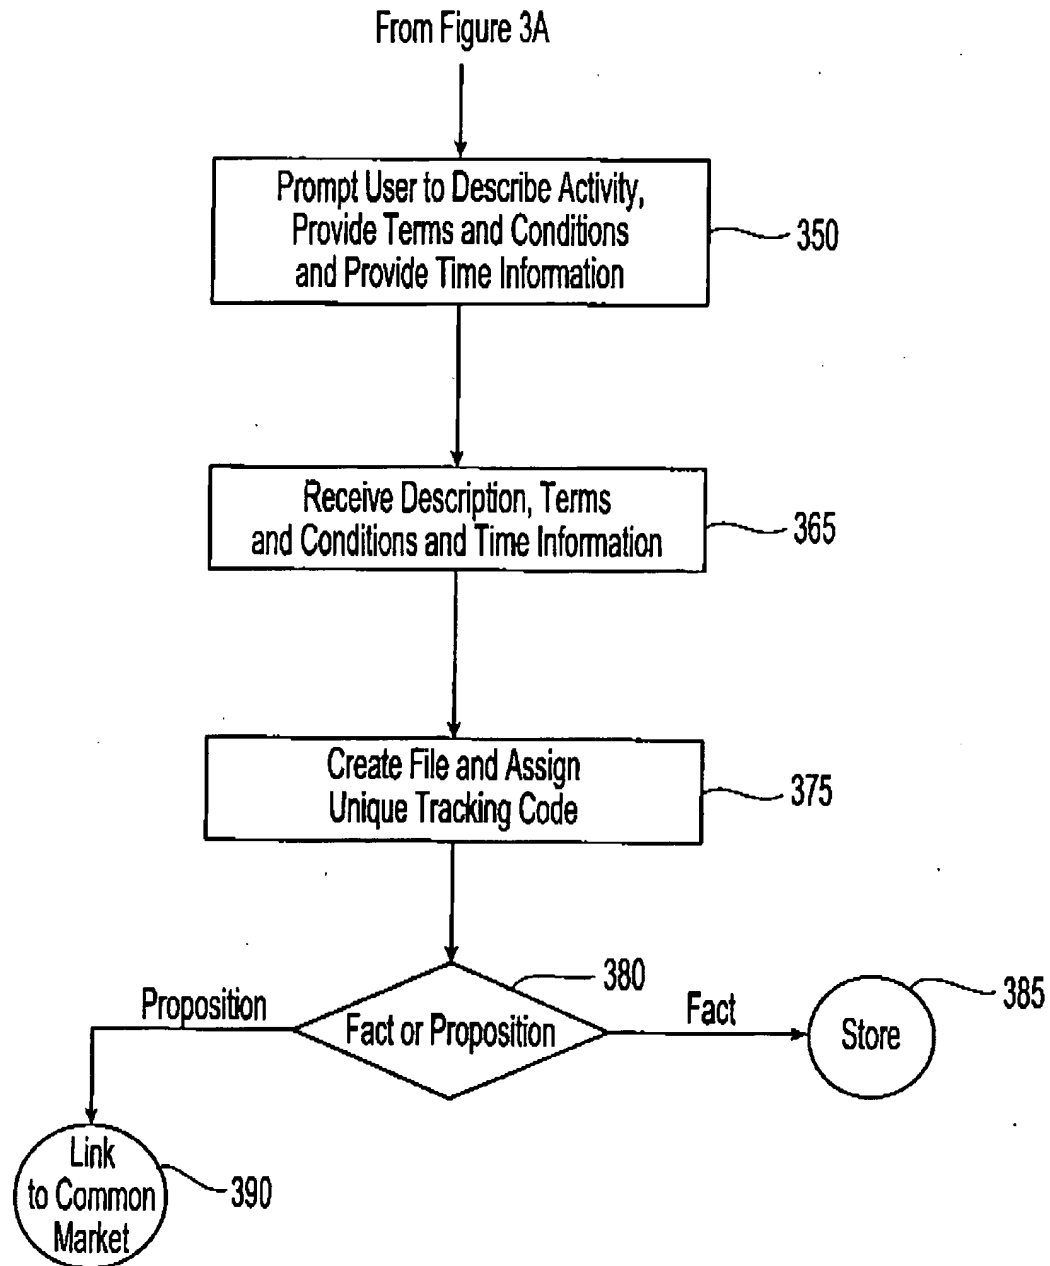 From Figure 3A
Prompt User to Describe Activity,
Provide Terms and Conditions
and Provide Time Information
350
Receive Description, Terms
and Conditions and Time Information
365
Create File and Assign
Unique Tracking Code
375
380
Proposition
Fact or Proposition
Fact
385
Store
Link
to Common
Market
390